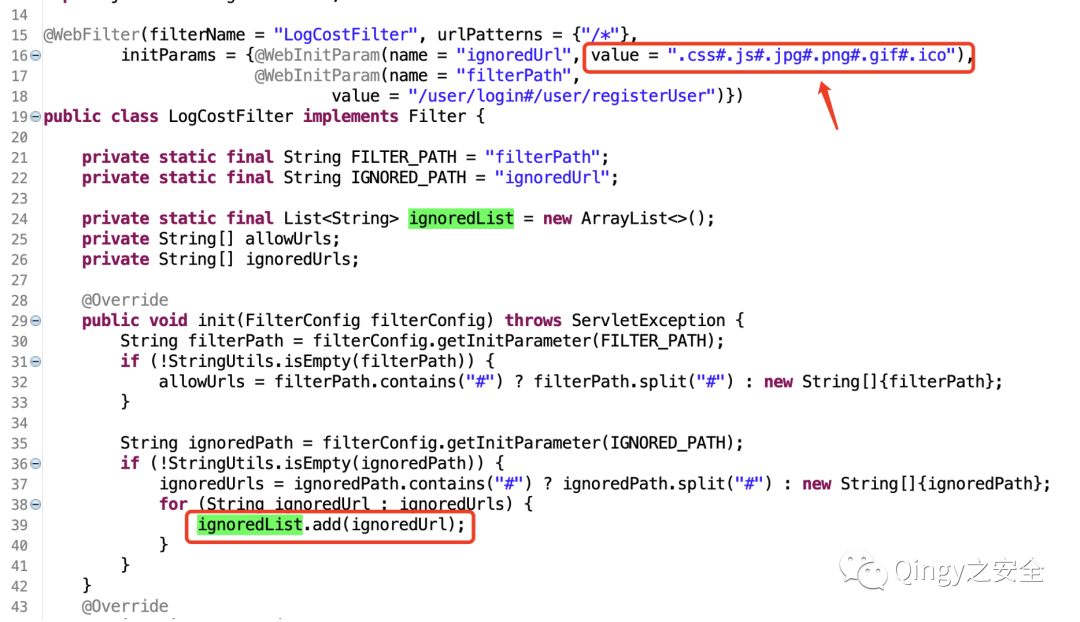 14
15 @WebFilter(filterName = "LogCostFilter", urlPatterns = {"/*"},
16 initParams = {@WebInitParam(name = "ignoredUrl", value = ".css#.js#.jpg#.png#.gif#.ico"),
17 @WebInitParam(name = "filterPath",
18 value = "/user/login#/user/registerUser")})
19 public class LogCostFilter implements Filter {
20
21 private static final String FILTER_PATH = "filterPath";
22 private static final String IGNORED_PATH = "ignoredUrl";
23
24 private static final List<String> ignoredList = new ArrayList<>();
25 private String[] allowUrls;
26 private String[] ignoredUrls;
27
28 @Override
29 public void init(FilterConfig filterConfig) throws ServletException {
30 String filterPath = filterConfig.getInitParameter(FILTER_PATH);
31 if (!StringUtils.isEmpty(filterPath)) {
32 allowUrls = filterPath.contains("#") ? filterPath.split("#") : new String[]{filterPath};
33 }
34
35 String ignoredPath = filterConfig.getInitParameter(IGNORED_PATH);
36 if (!StringUtils.isEmpty(ignoredPath)) {
37 ignoredUrls = ignoredPath.contains("#") ? ignoredPath.split("#") : new String[]{ignoredPath};
38 for (String ignoredUrl : ignoredUrls) {
39 ignoredList.add(ignoredUrl);
40 }
41 }
42 }
43 @Override
Qingy之安全